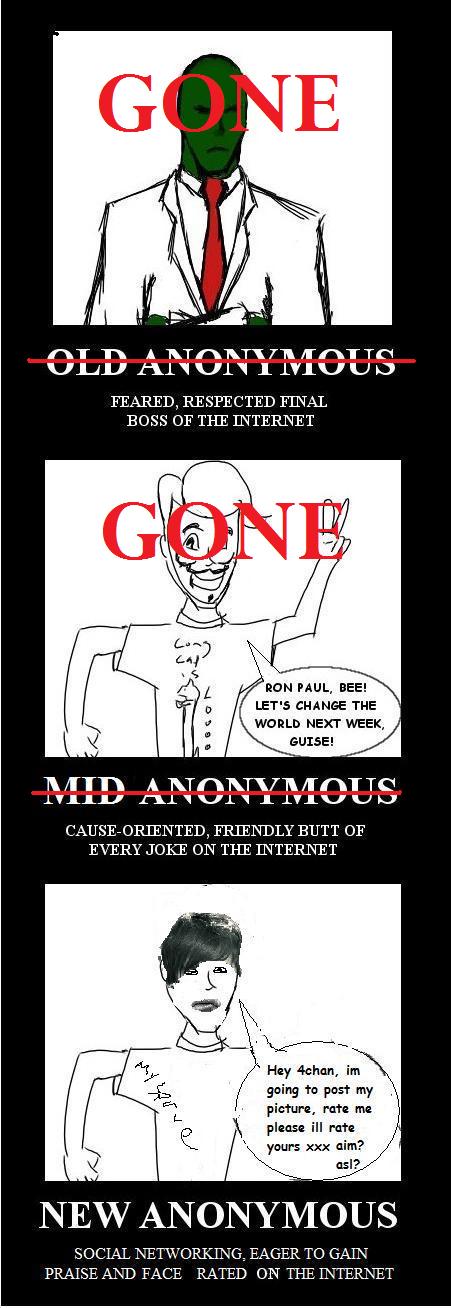 GONE
OLD ANONYMOUS
FEARED, RESPECTED FINAL
BOSS OF THE INTERNET
GONE
LONG
CAT
IS
L
O
O
O
O
RON PAUL, BEE!
LET'S CHANGE THE
WORLD NEXT WEEK,
GUISE!
MID ANONYMOUS
CAUSE-ORIENTED, FRIENDLY BUTT OF
EVERY JOKE ON THE INTERNET
Hey 4chan, im
going to post my
picture, rate me
please ill rate
yours xxx aim?
asl?
NEW ANONYMOUS
SOCIAL NETWORKING, EAGER TO GAIN
PRAISE AND FACE RATED ON THE INTERNET